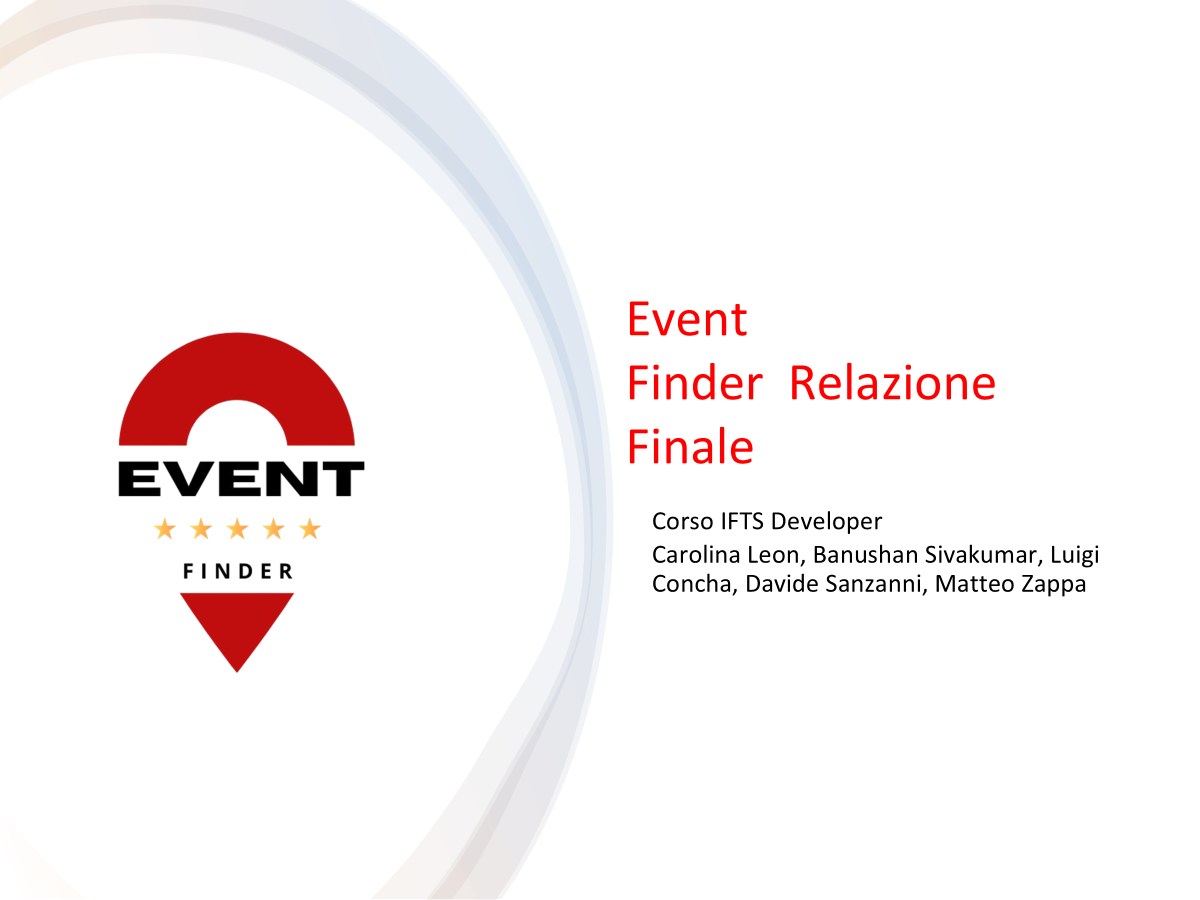 EVENT
FINDER
Event
Finder Relazione
Finale
Corso IFTS Developer
Carolina Leon, Banushan Sivakumar, Luigi
Concha, Davide Sanzanni, Matteo Zappa